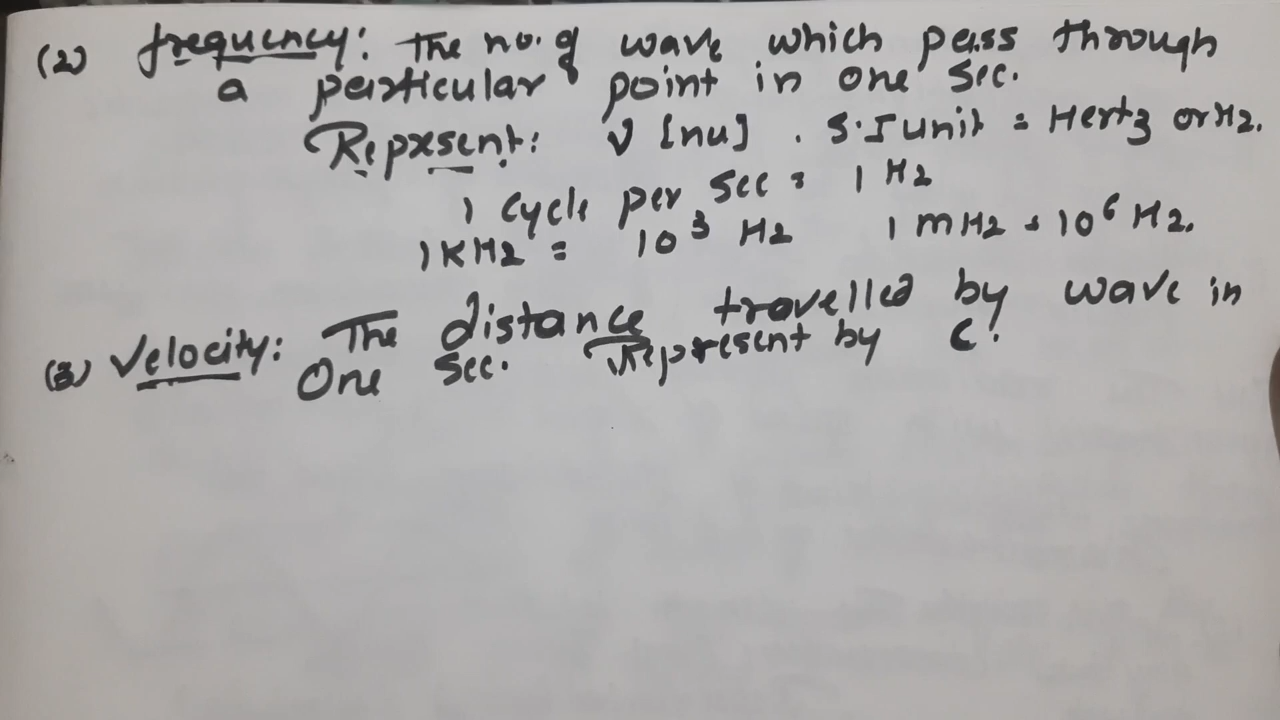 (2) frequency: The no. of wave which pass through
a particular point in one sec.
Represent: ν [nu] . S.I unit = Hertz or Hz.
1 cycle per sec = 1 Hz
1 KHz = 10³ Hz 1 mHz = 10⁶ Hz.
(3) Velocity: The distance travelled by wave in
One sec. Represent by C.